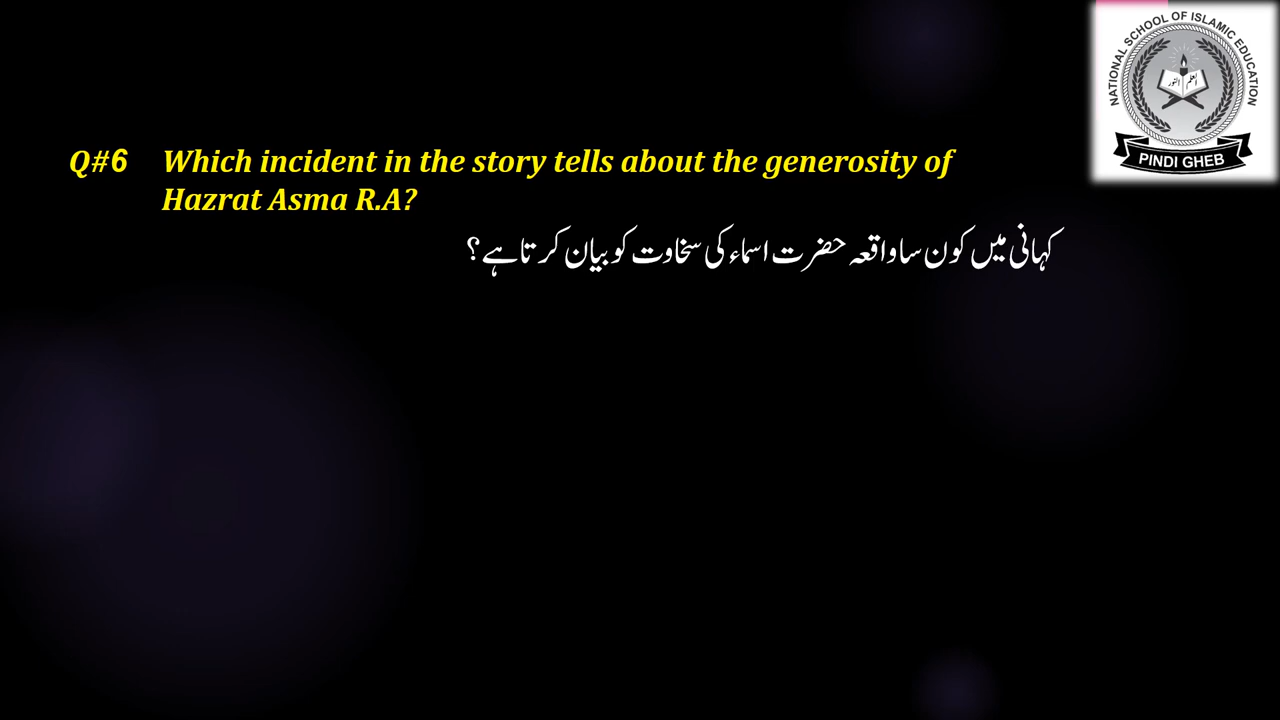 NATIONAL SCHOOL OF ISLAMIC EDUCATION
PINDI GHEB
Q#6 Which incident in the story tells about the generosity of
Hazrat Asma R.A?
کہانی میں کون سا واقعہ حضرت اسماء کی سخاوت کو بیان کرتا ہے؟